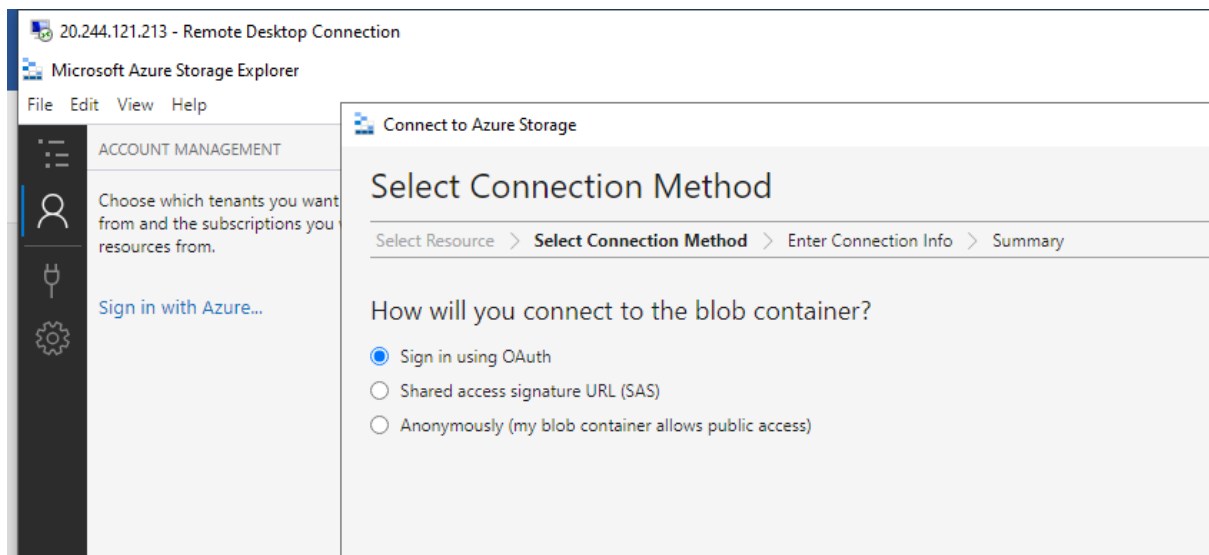 20.244.121.213 - Remote Desktop Connection
Microsoft Azure Storage Explorer
File Edit View Help
Connect to Azure Storage
ACCOUNT MANAGEMENT
Choose which tenants you want
from and the subscriptions you
resources from.
Sign in with Azure...
Select Connection Method
Select Resource > Select Connection Method > Enter Connection Info > Summary
How will you connect to the blob container?
Sign in using OAuth
Shared access signature URL (SAS)
Anonymously (my blob container allows public access)